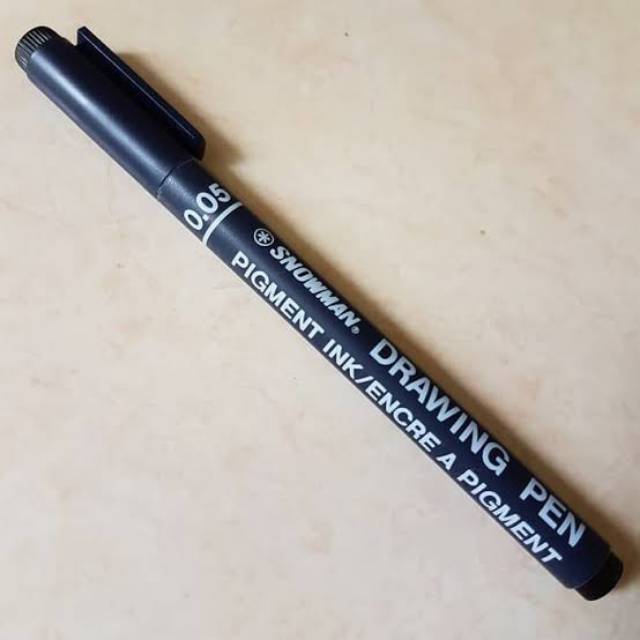 0.05
SNOWMAN® DRAWING PEN
PIGMENT INK/ENCRE A PIGMENT